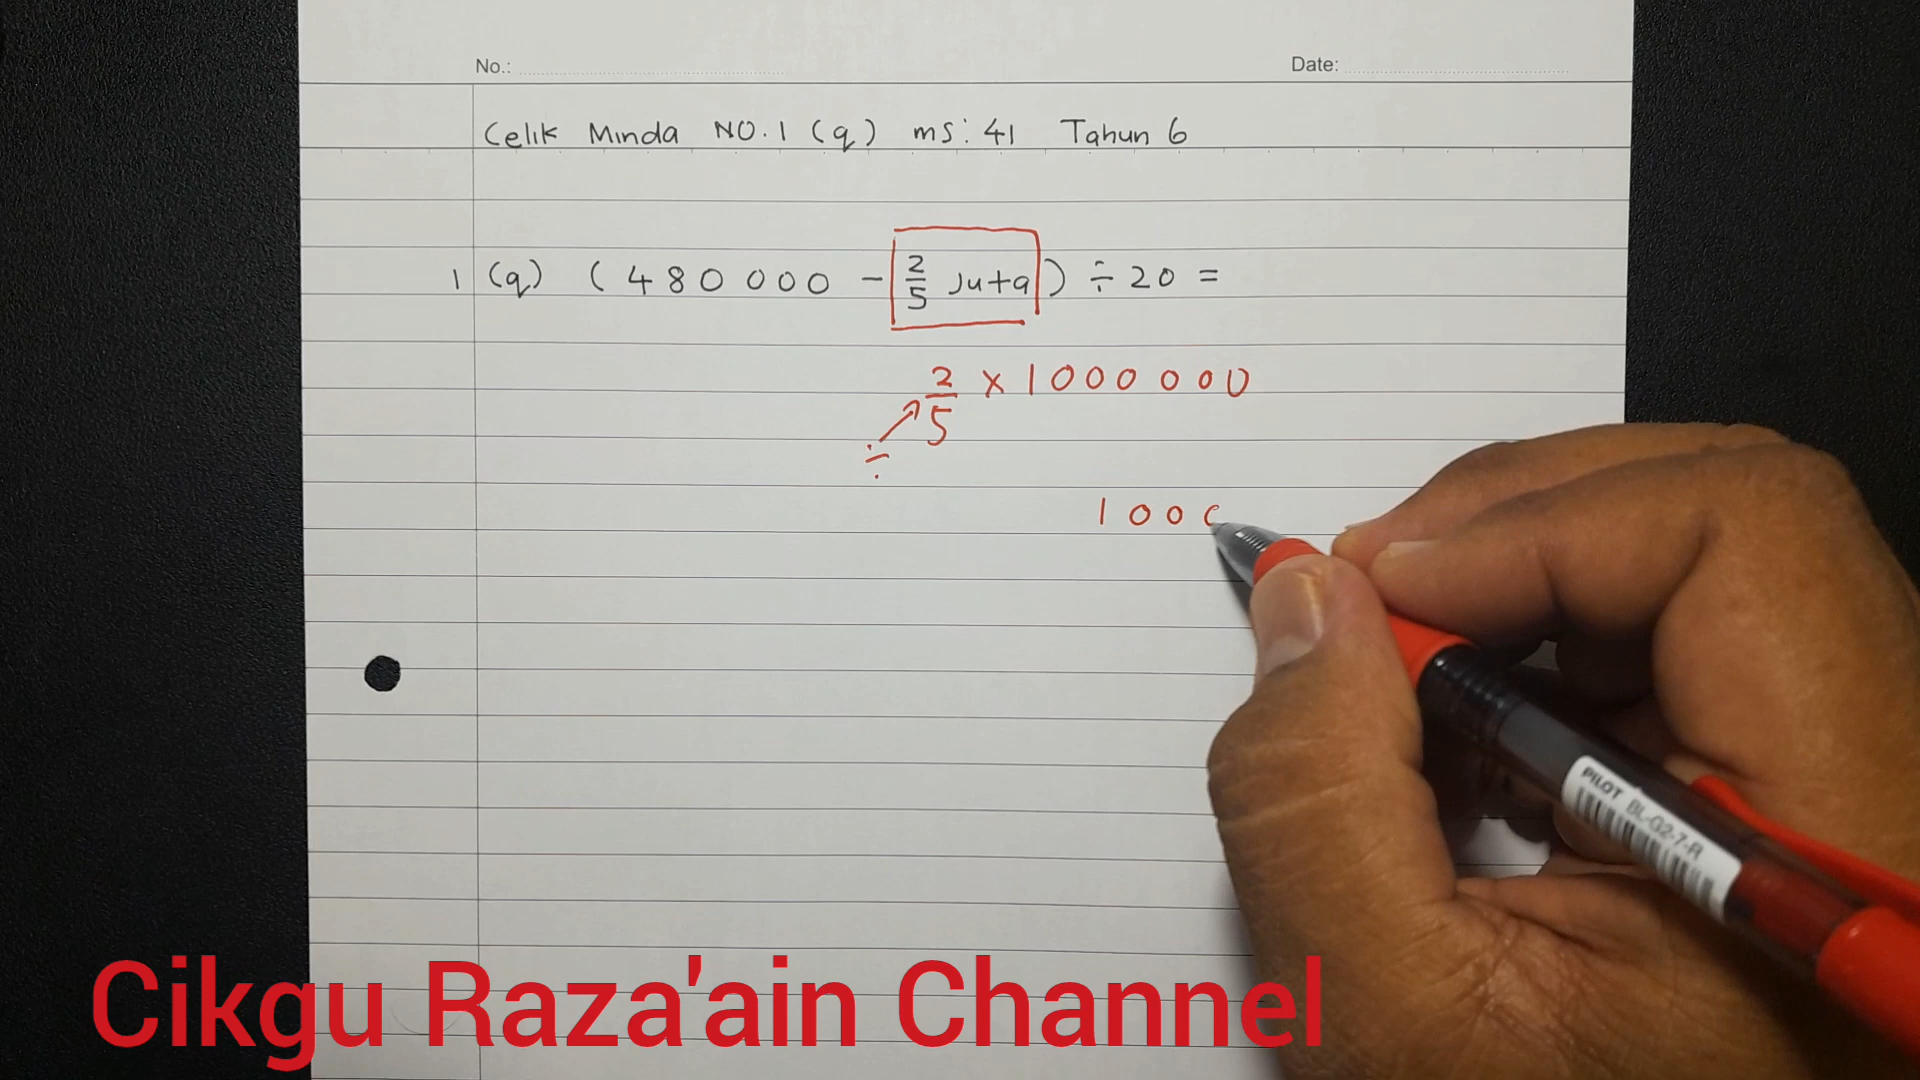 No.:
Date:
Celik Minda NO.1 (q) ms: 41 Tahun 6
1 (q) (480 000 - 2/5 Juta) ÷ 20 =
2/5 × 1000 000
÷
100
PILOT BL-G2-7-R
Cikgu Raza'ain Channel